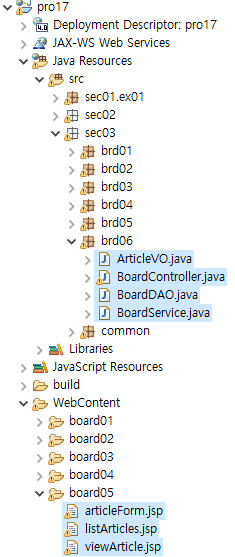 pro17
Deployment Descriptor: pro17
JAX-WS Web Services
Java Resources
src
sec01.ex01
sec02
sec03
brd01
brd02
brd03
brd04
brd05
brd06
ArticleVO.java
BoardController.java
BoardDAO.java
BoardService.java
common
Libraries
JavaScript Resources
build
WebContent
board01
board02
board03
board04
board05
articleForm.jsp
listArticles.jsp
viewArticle.jsp